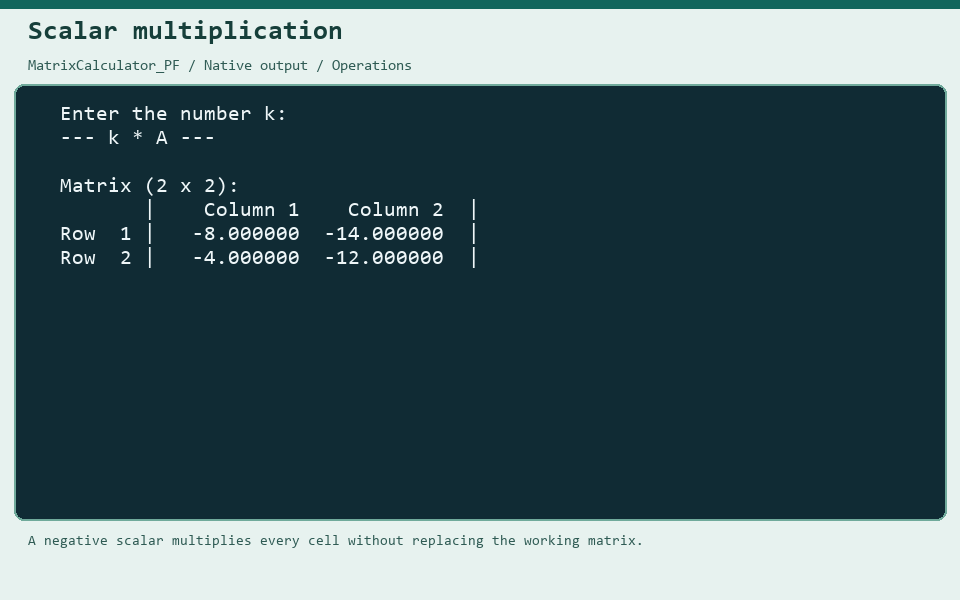 Scalar multiplication
MatrixCalculator_PF / Native output / Operations
Enter the number k:
--- k * A ---
Matrix (2 x 2):
       |    Column 1    Column 2  |
Row  1 |   -8.000000  -14.000000  |
Row  2 |   -4.000000  -12.000000  |
A negative scalar multiplies every cell without replacing the working matrix.